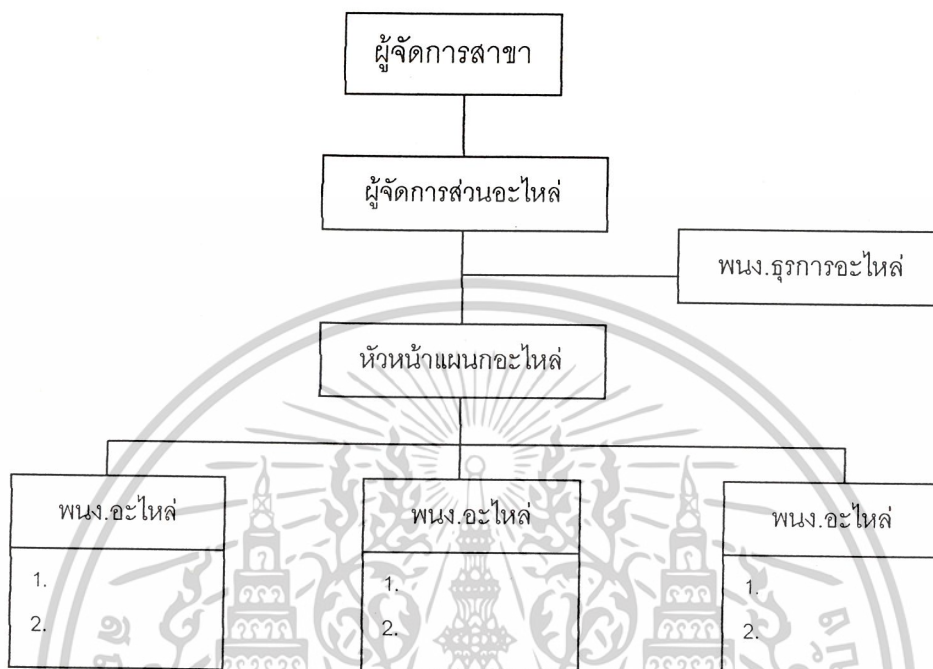 ผู้จัดการสาขา
ผู้จัดการส่วนอะไหล่
พนง.ธุรการอะไหล่
หัวหน้าแผนกอะไหล่
พนง.อะไหล่
1.
2.
พนง.อะไหล่
1.
2.
พนง.อะไหล่
1.
2.